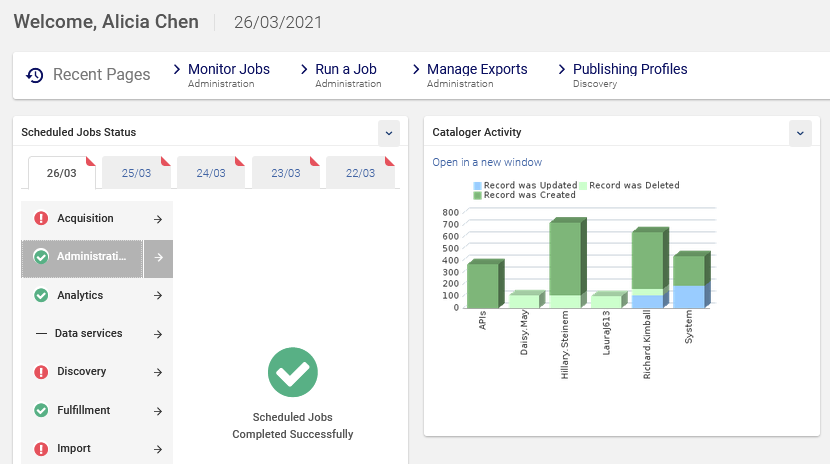 Welcome, Alicia Chen
26/03/2021
Recent Pages
Monitor Jobs
Administration
Run a Job
Administration
Manage Exports
Administration
Publishing Profiles
Discovery
Scheduled Jobs Status
26/03
25/03
24/03
23/03
22/03
Acquisition
Administrati...
Analytics
Data services
Discovery
Fulfillment
Import
Scheduled Jobs
Completed Successfully
Cataloger Activity
Open in a new window
Record was Updated
Record was Deleted
Record was Created
800
700
600
500
400
300
200
100
0
APIs
Daisy.May
Hillary.Steinem
LauraJ613
Richard.Kimball
System